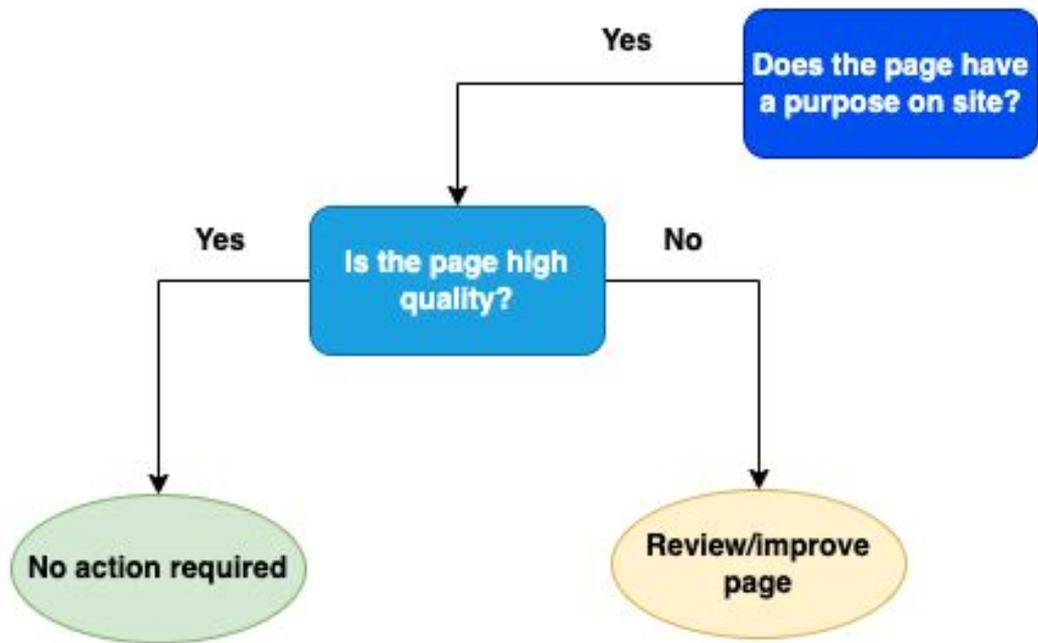 Yes
Does the page have
a purpose on site?
Yes
Is the page high
quality?
No
No action required
Review/improve
page